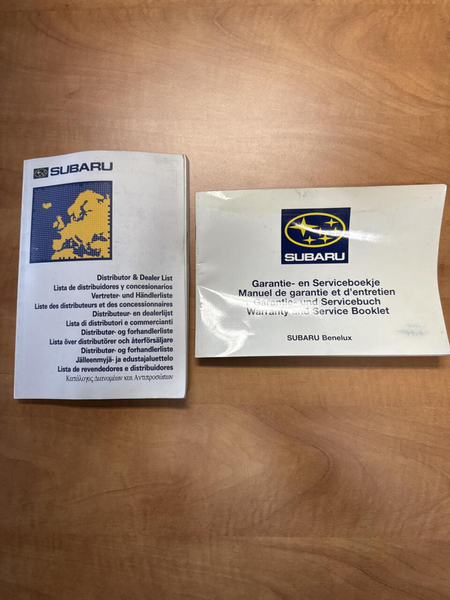 SUBARU
Distributor & Dealer List
Lista de distribuidores y concesionarios
Vertreter- und Händlerliste
Liste des distributeurs et des concessionnaires
Distributeur- en dealerlijst
Lista di distributori e commercianti
Distributør- og forhandlerliste
Lista över distributörer och återförsäljare
Distributør- og forhandlerliste
Jälleenmyjä- ja edustajaluettelo
Lista de revendedores e distribuidores
Κατάλογος Διανομέων και Αντιπροσώπων
SUBARU
Garantie- en Serviceboekje
Manuel de garantie et d'entretien
Garantie- und Servicebuch
Warranty and Service Booklet
SUBARU Benelux